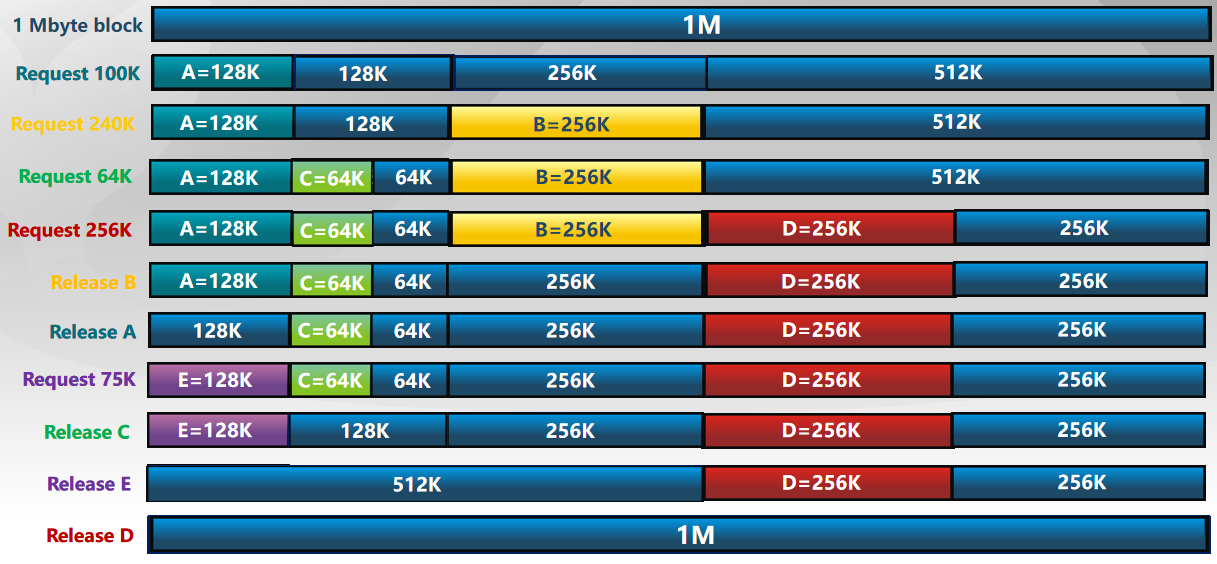 1 Mbyte block 1M
Request 100K A=128K 128K 256K 512K
Request 240K A=128K 128K B=256K 512K
Request 64K A=128K C=64K 64K B=256K 512K
Request 256K A=128K C=64K 64K B=256K D=256K 256K
Release B A=128K C=64K 64K 256K D=256K 256K
Release A 128K C=64K 64K 256K D=256K 256K
Request 75K E=128K C=64K 64K 256K D=256K 256K
Release C E=128K 128K 256K D=256K 256K
Release E 512K D=256K 256K
Release D 1M